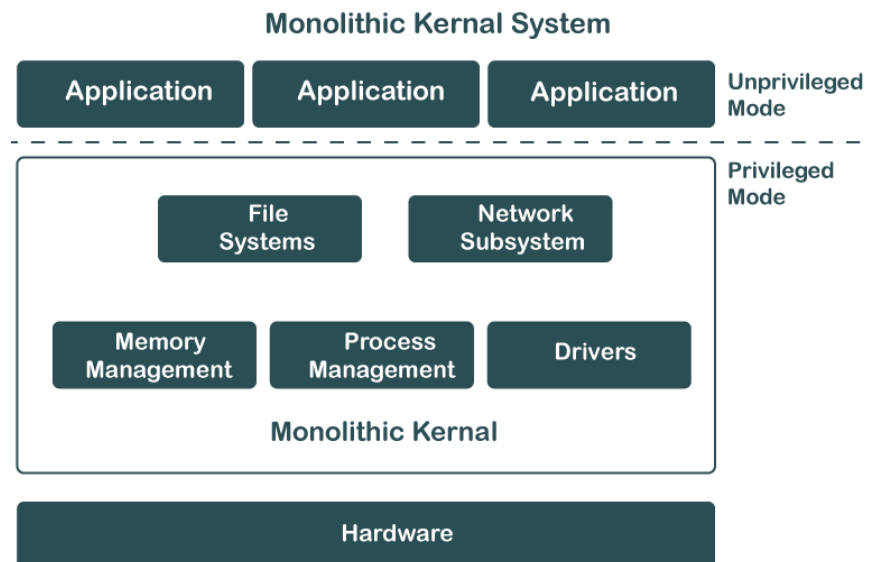 Monolithic Kernal System
Application
Application
Application
Unprivileged
Mode
Privileged
Mode
File
Systems
Network
Subsystem
Memory
Management
Process
Management
Drivers
Monolithic Kernal
Hardware